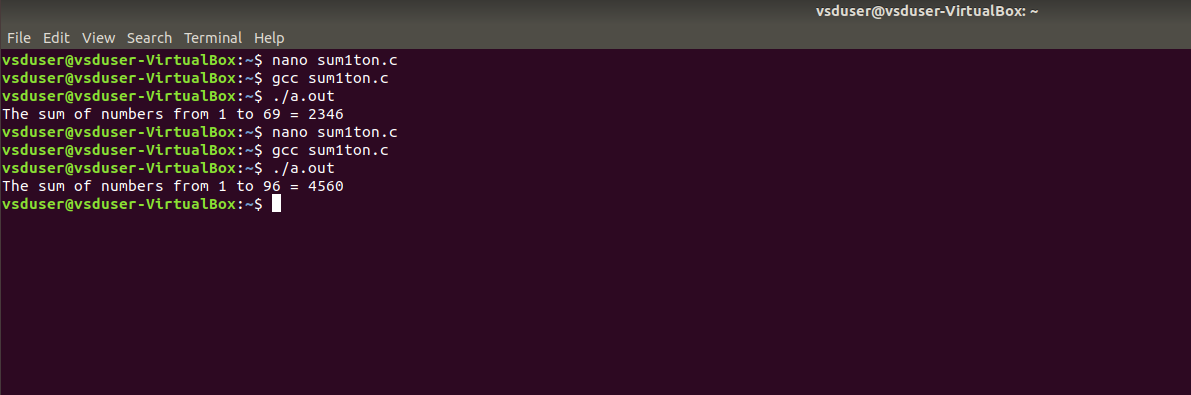 vsduser@vsduser-VirtualBox: ~
File Edit View Search Terminal Help
vsduser@vsduser-VirtualBox:~$ nano sum1ton.c
vsduser@vsduser-VirtualBox:~$ gcc sum1ton.c
vsduser@vsduser-VirtualBox:~$ ./a.out
The sum of numbers from 1 to 69 = 2346
vsduser@vsduser-VirtualBox:~$ nano sum1ton.c
vsduser@vsduser-VirtualBox:~$ gcc sum1ton.c
vsduser@vsduser-VirtualBox:~$ ./a.out
The sum of numbers from 1 to 96 = 4560
vsduser@vsduser-VirtualBox:~$